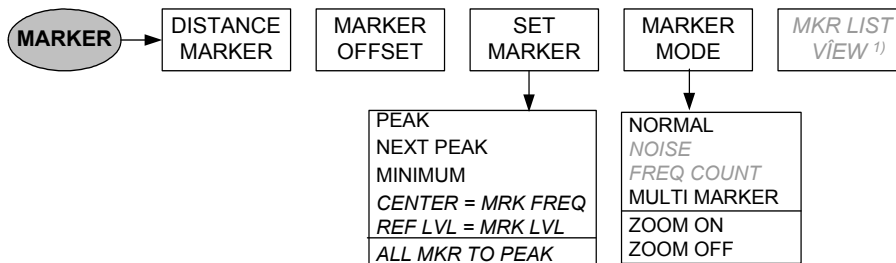 MARKER
DISTANCE
MARKER
MARKER
OFFSET
SET
MARKER
MARKER
MODE
MKR LIST
VÎEW 1)
PEAK
NEXT PEAK
MINIMUM
CENTER = MRK FREQ
REF LVL = MRK LVL
ALL MKR TO PEAK
NORMAL
NOISE
FREQ COUNT
MULTI MARKER
ZOOM ON
ZOOM OFF